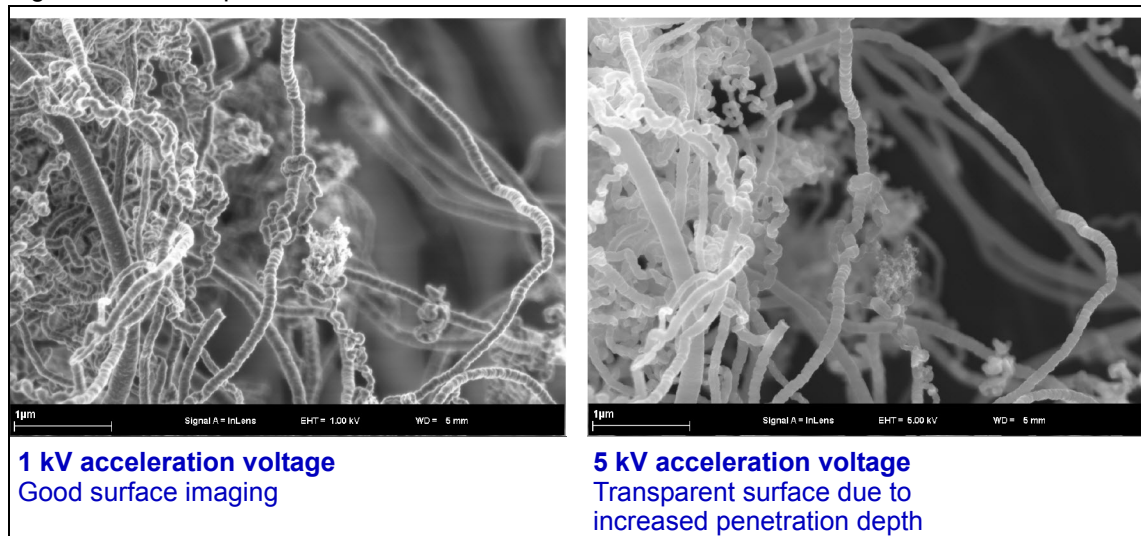 1µm
Signal A = InLens EHT = 1.00 kV WD = 5 mm
1µm
Signal A = InLens EHT = 5.00 kV WD = 5 mm
1 kV acceleration voltage
Good surface imaging
5 kV acceleration voltage
Transparent surface due to
increased penetration depth